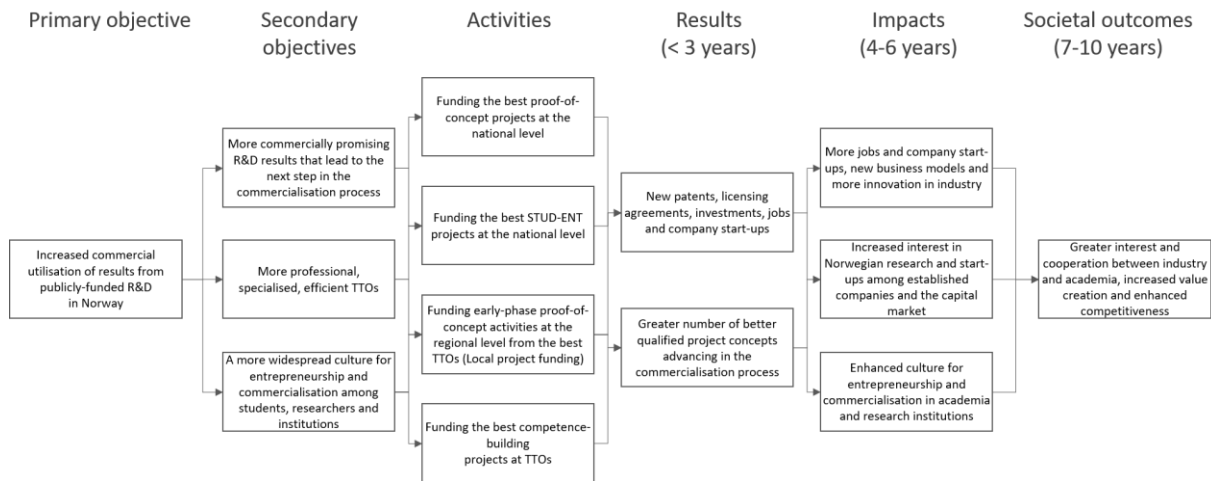 Primary objective
Secondary
objectives
Activities
Results
(< 3 years)
Impacts
(4-6 years)
Societal outcomes
(7-10 years)
Increased commercial
utilisation of results from
publicly-funded R&D
in Norway
More commercially promising
R&D results that lead to the
next step in the
commercialisation process
More professional,
specialised, efficient TTOs
A more widespread culture for
entrepreneurship and
commercialisation among
students, researchers and
institutions
Funding the best proof-of-
concept projects at the
national level
Funding the best STUD-ENT
projects at the national level
Funding early-phase proof-of-
concept activities at the
regional level from the best
TTOs (Local project funding)
Funding the best competence-
building
projects at TTOs
New patents, licensing
agreements, investments, jobs
and company start-ups
Greater number of better
qualified project concepts
advancing in the
commercialisation process
More jobs and company start-
ups, new business models and
more innovation in industry
Increased interest in
Norwegian research and start-
ups among established
companies and the capital
market
Enhanced culture for
entrepreneurship and
commercialisation in academia
and research institutions
Greater interest and
cooperation between industry
and academia, increased value
creation and enhanced
competitiveness